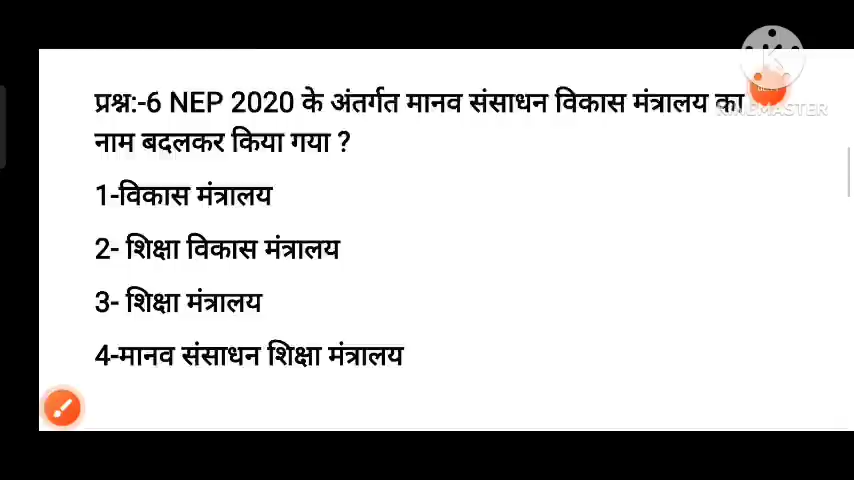 प्रश्न:-6 NEP 2020 के अंतर्गत मानव संसाधन विकास मंत्रालय का
नाम बदलकर किया गया ?
1-विकास मंत्रालय
2- शिक्षा विकास मंत्रालय
3- शिक्षा मंत्रालय
4-मानव संसाधन शिक्षा मंत्रालय
KINEMASTER